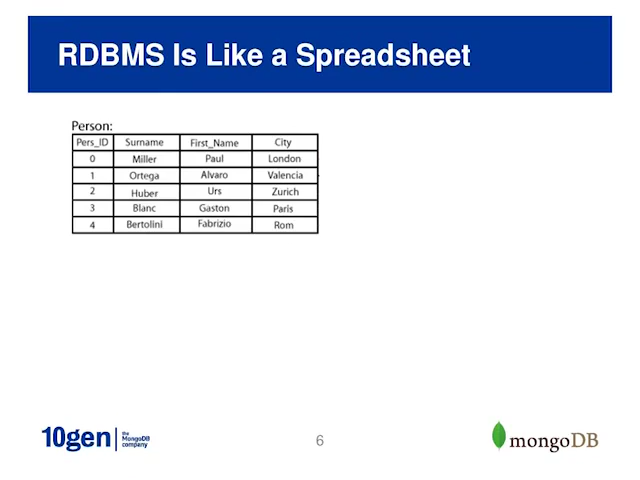 RDBMS Is Like a Spreadsheet
Person:
Pers_ID Surname First_Name City
0 Miller Paul London
1 Ortega Alvaro Valencia
2 Huber Urs Zurich
3 Blanc Gaston Paris
4 Bertolini Fabrizio Rom
10gen the MongoDB company
6
mongoDB